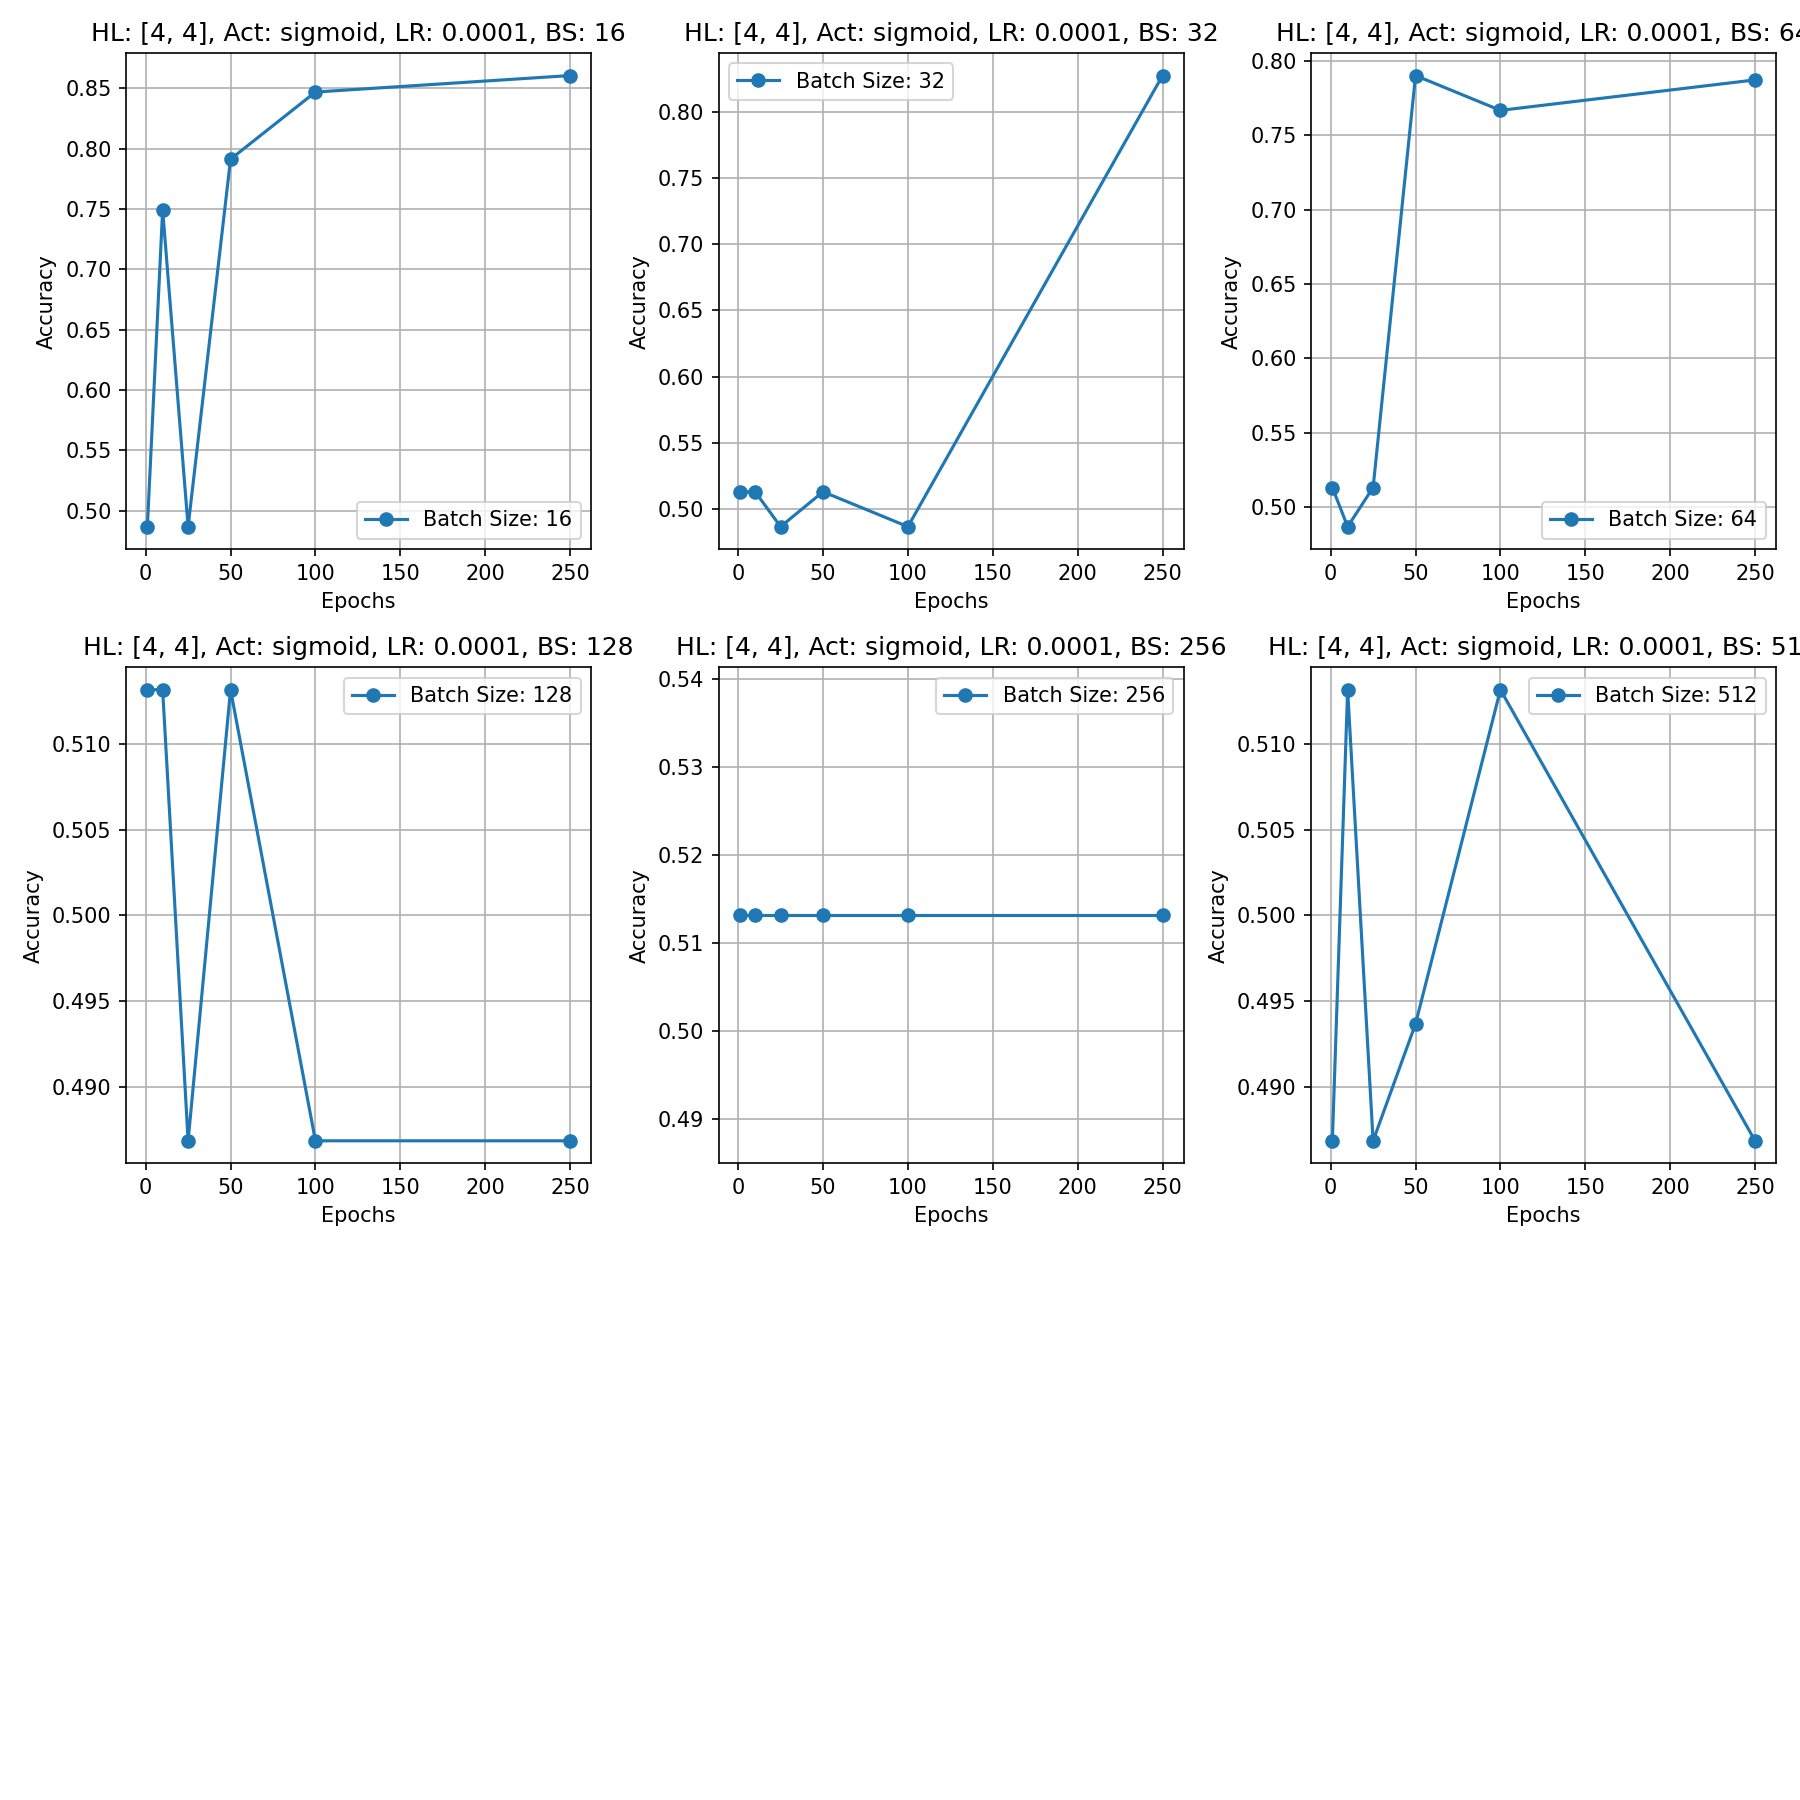 HL: [4, 4], Act: sigmoid, LR: 0.0001, BS: 16
0.85
0.80
0.75
0.70
0.65
0.60
0.55
0.50
Accuracy
Batch Size: 16
0 50 100 150 200 250
Epochs
HL: [4, 4], Act: sigmoid, LR: 0.0001, BS: 32
Batch Size: 32
0.80
0.75
0.70
0.65
0.60
0.55
0.50
Accuracy
0 50 100 150 200 250
Epochs
HL: [4, 4], Act: sigmoid, LR: 0.0001, BS: 64
0.80
0.75
0.70
0.65
0.60
0.55
0.50
Accuracy
Batch Size: 64
0 50 100 150 200 250
Epochs
HL: [4, 4], Act: sigmoid, LR: 0.0001, BS: 128
Batch Size: 128
0.510
0.505
0.500
0.495
0.490
Accuracy
0 50 100 150 200 250
Epochs
HL: [4, 4], Act: sigmoid, LR: 0.0001, BS: 256
Batch Size: 256
0.54
0.53
0.52
0.51
0.50
0.49
Accuracy
0 50 100 150 200 250
Epochs
HL: [4, 4], Act: sigmoid, LR: 0.0001, BS: 51
Batch Size: 512
0.510
0.505
0.500
0.495
0.490
Accuracy
0 50 100 150 200 250
Epochs